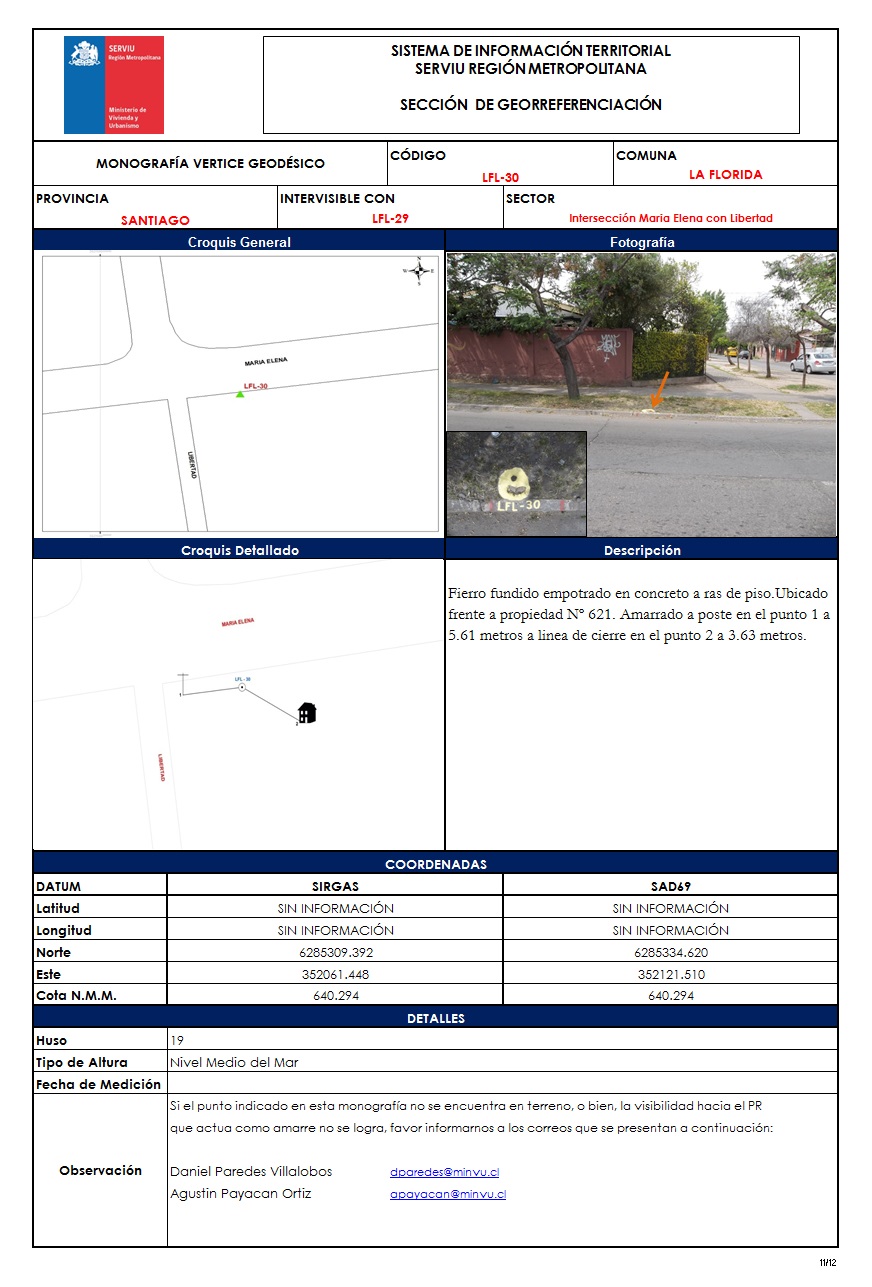 SERVIU
Región Metropolitana
Ministerio de
Vivienda y
Urbanismo
SISTEMA DE INFORMACIÓN TERRITORIAL
SERVIU REGIÓN METROPOLITANA
SECCIÓN DE GEORREFERENCIACIÓN
MONOGRAFÍA VERTICE GEODÉSICO
CÓDIGO
LFL-30
COMUNA
LA FLORIDA
PROVINCIA
SANTIAGO
INTERVISIBLE CON
LFL-29
SECTOR
Intersección Maria Elena con Libertad
Croquis General
Fotografía
N
W E
S
MARIA ELENA
LFL-30
LIBERTAD
LFL-30
Croquis Detallado
Descripción
MARIA ELENA
LFL - 30
1
2
LIBERTAD
Fierro fundido empotrado en concreto a ras de piso.Ubicado
frente a propiedad N° 621. Amarrado a poste en el punto 1 a
5.61 metros a linea de cierre en el punto 2 a 3.63 metros.
COORDENADAS
DATUM SIRGAS SAD69
Latitud SIN INFORMACIÓN SIN INFORMACIÓN
Longitud SIN INFORMACIÓN SIN INFORMACIÓN
Norte 6285309.392 6285334.620
Este 352061.448 352121.510
Cota N.M.M. 640.294 640.294
DETALLES
Huso 19
Tipo de Altura Nivel Medio del Mar
Fecha de Medición
Observación
Si el punto indicado en esta monografía no se encuentra en terreno, o bien, la visibilidad hacia el PR
que actua como amarre no se logra, favor informarnos a los correos que se presentan a continuación:
Daniel Paredes Villalobos dparedes@minvu.cl
Agustin Payacan Ortiz apayacan@minvu.cl
11/12